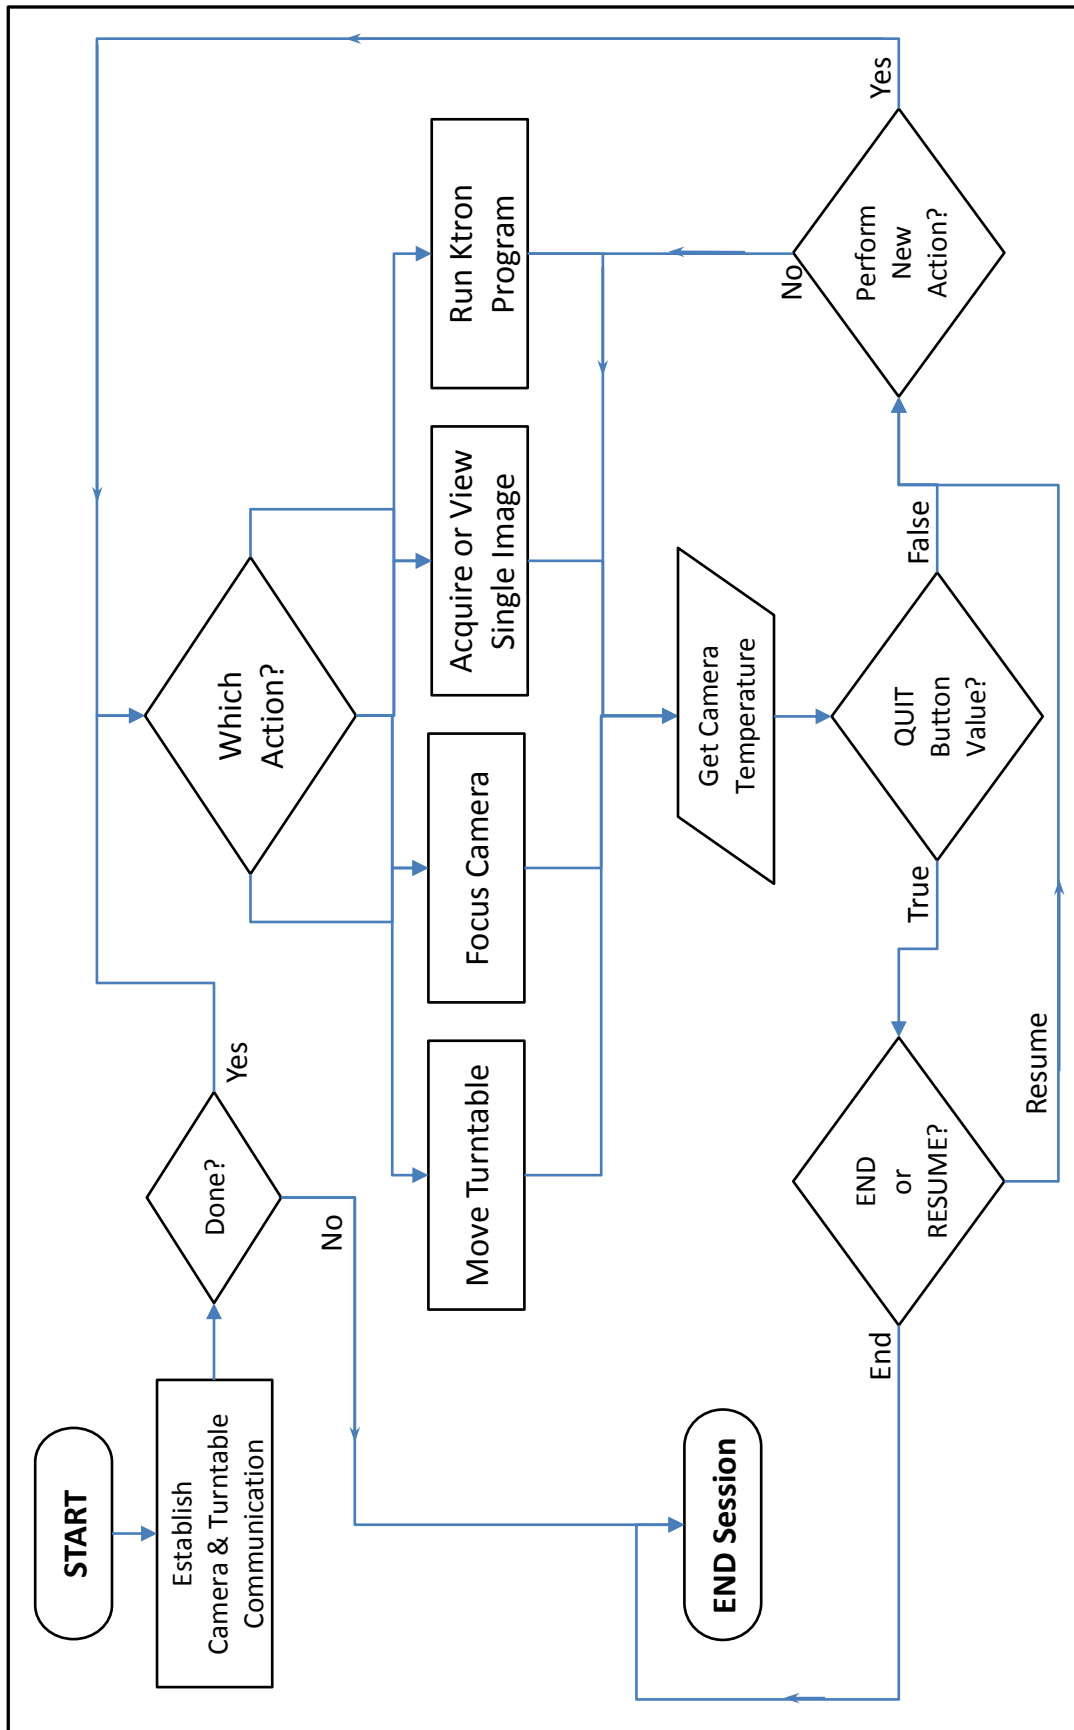 START
Establish
Camera & Turntable
Communication
Done?
Yes
No
Which
Action?
Move Turntable
Focus Camera
Acquire or View
Single Image
Run Ktron
Program
Get Camera
Temperature
END Session
QUIT
Button
Value?
True
False
END
or
RESUME?
End
Resume
Perform
New
Action?
No
Yes